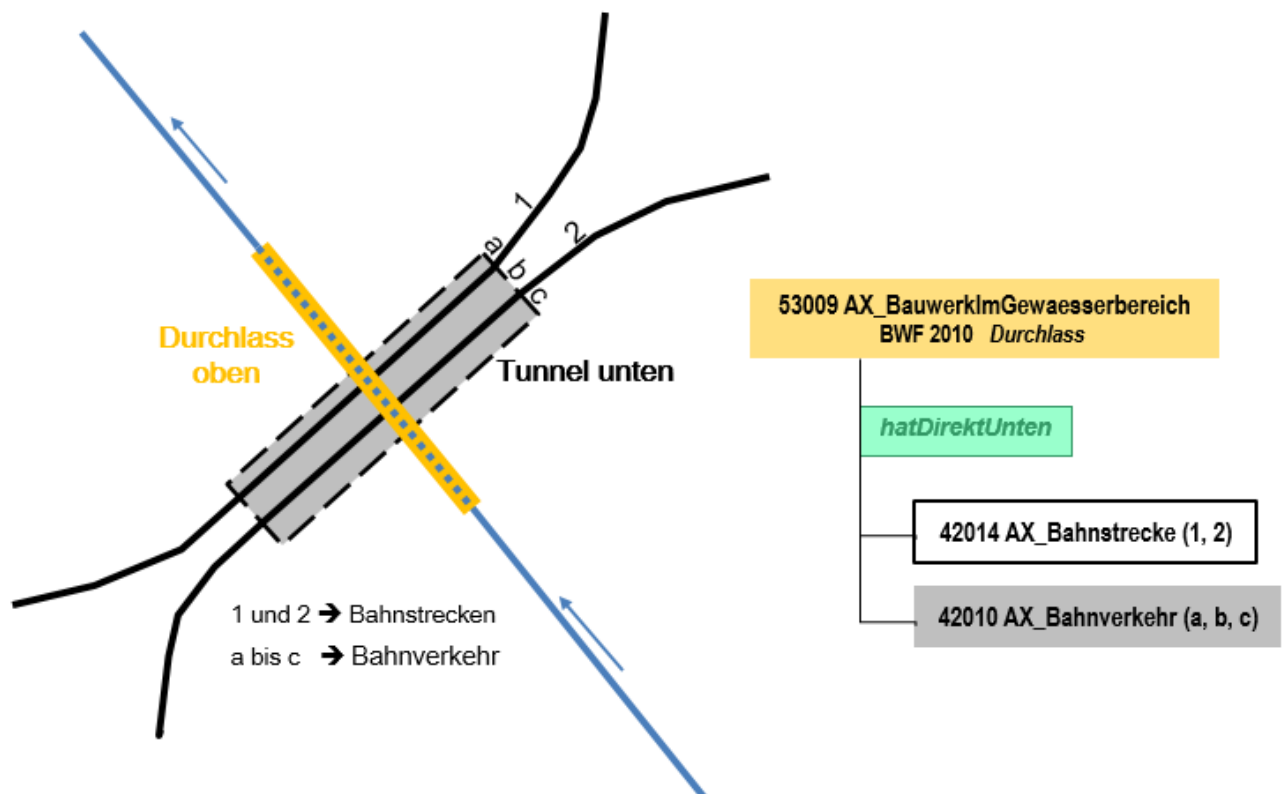 1
2
a
b
c
Durchlass
oben
Tunnel unten
1 und 2 ➔ Bahnstrecken
a bis c ➔ Bahnverkehr
53009 AX_BauwerkImGewaesserbereich
BWF 2010 Durchlass
hatDirektUnten
42014 AX_Bahnstrecke (1, 2)
42010 AX_Bahnverkehr (a, b, c)